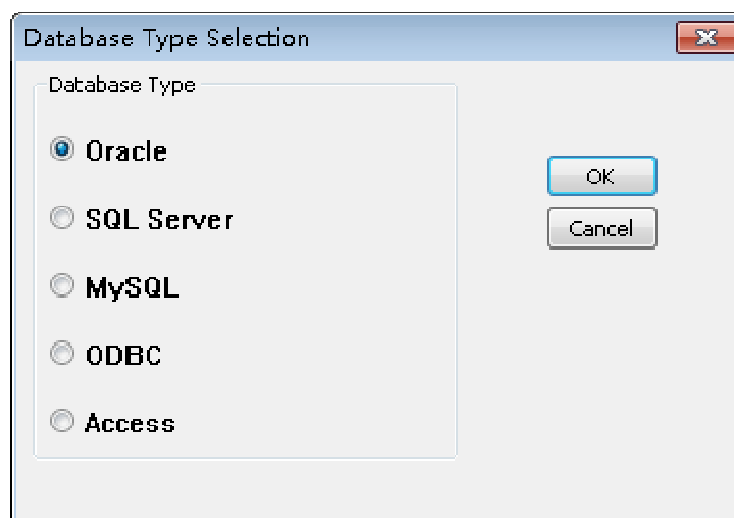 Database Type Selection
Database Type
Oracle
SQL Server
MySQL
ODBC
Access
OK
Cancel